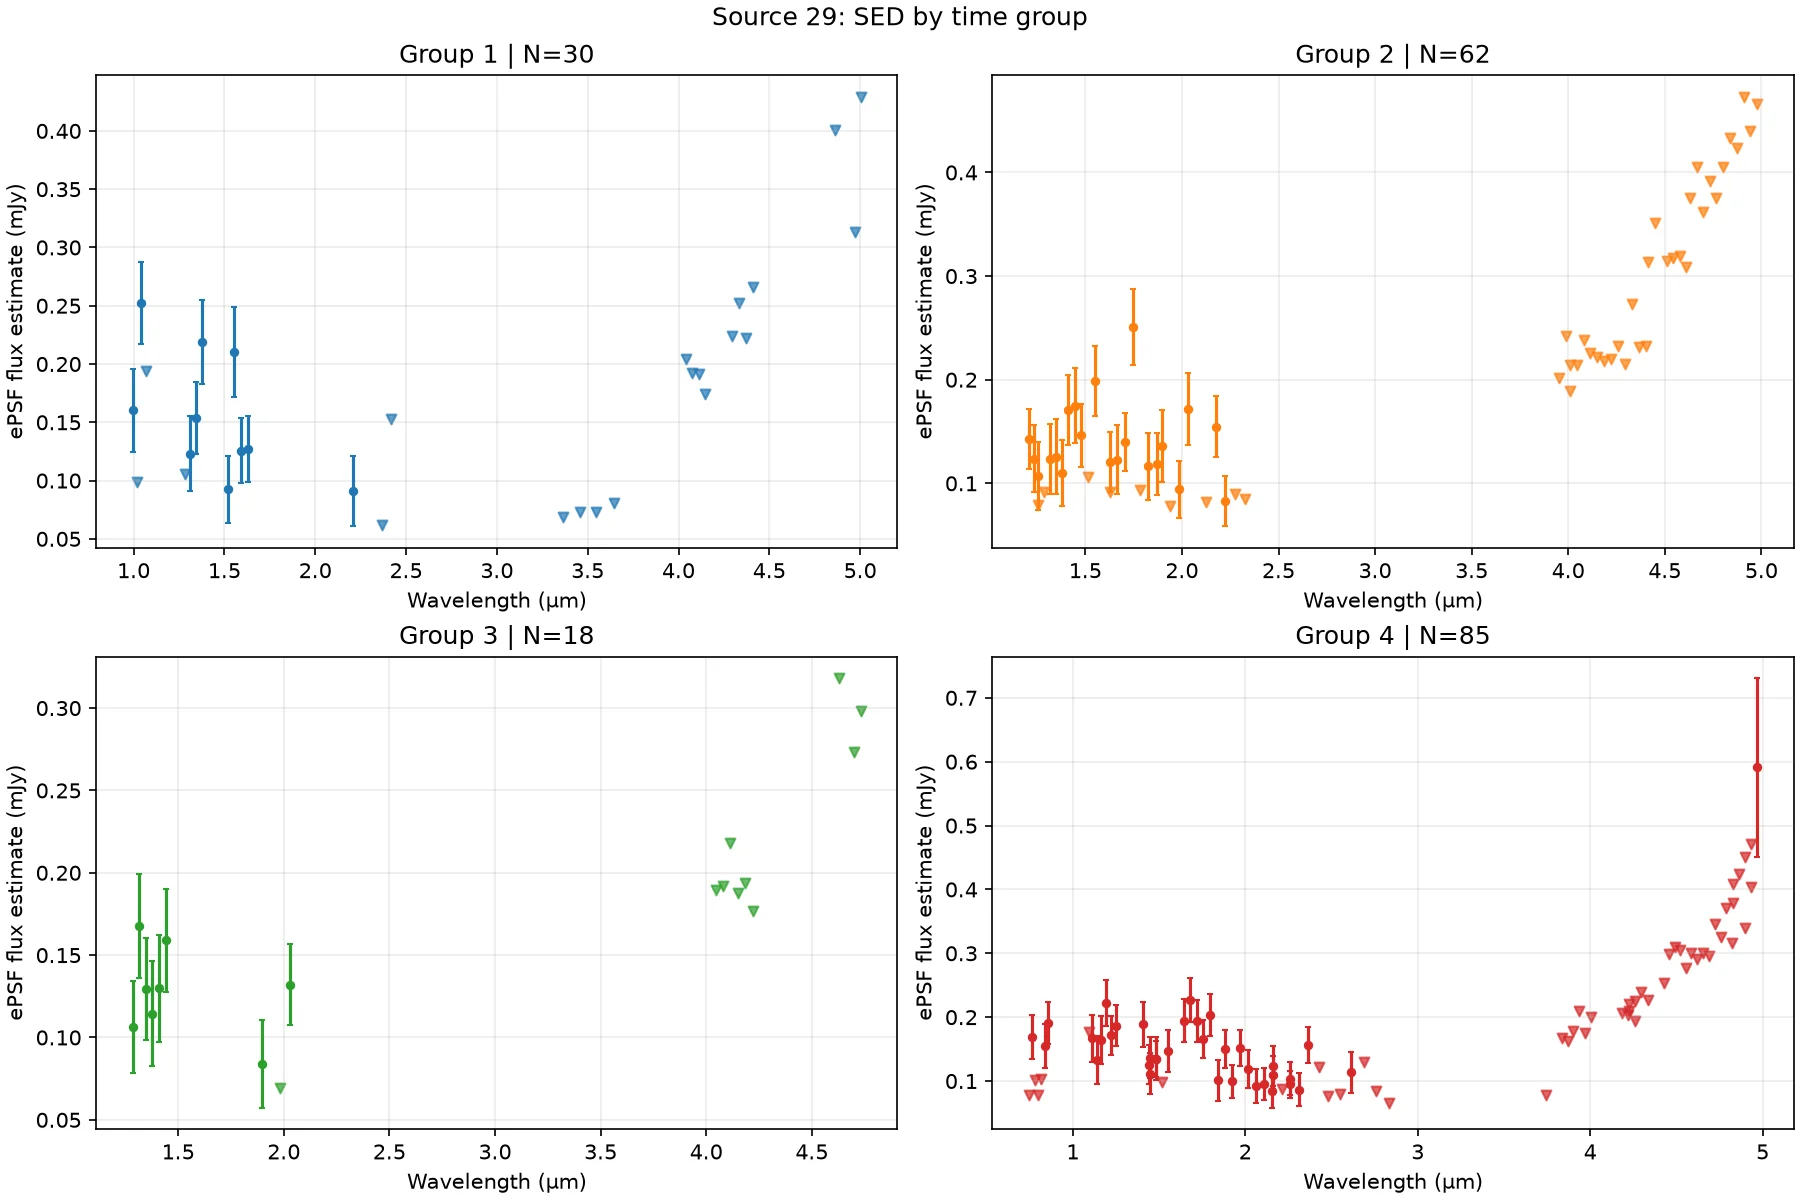 Source 29: SED by time group
Group 1 | N=30
ePSF flux estimate (mJy)
0.40
0.35
0.30
0.25
0.20
0.15
0.10
0.05
1.0 1.5 2.0 2.5 3.0 3.5 4.0 4.5 5.0
Wavelength (μm)
Group 2 | N=62
ePSF flux estimate (mJy)
0.4
0.3
0.2
0.1
1.5 2.0 2.5 3.0 3.5 4.0 4.5 5.0
Wavelength (μm)
Group 3 | N=18
ePSF flux estimate (mJy)
0.30
0.25
0.20
0.15
0.10
0.05
1.5 2.0 2.5 3.0 3.5 4.0 4.5
Wavelength (μm)
Group 4 | N=85
ePSF flux estimate (mJy)
0.7
0.6
0.5
0.4
0.3
0.2
0.1
1 2 3 4 5
Wavelength (μm)